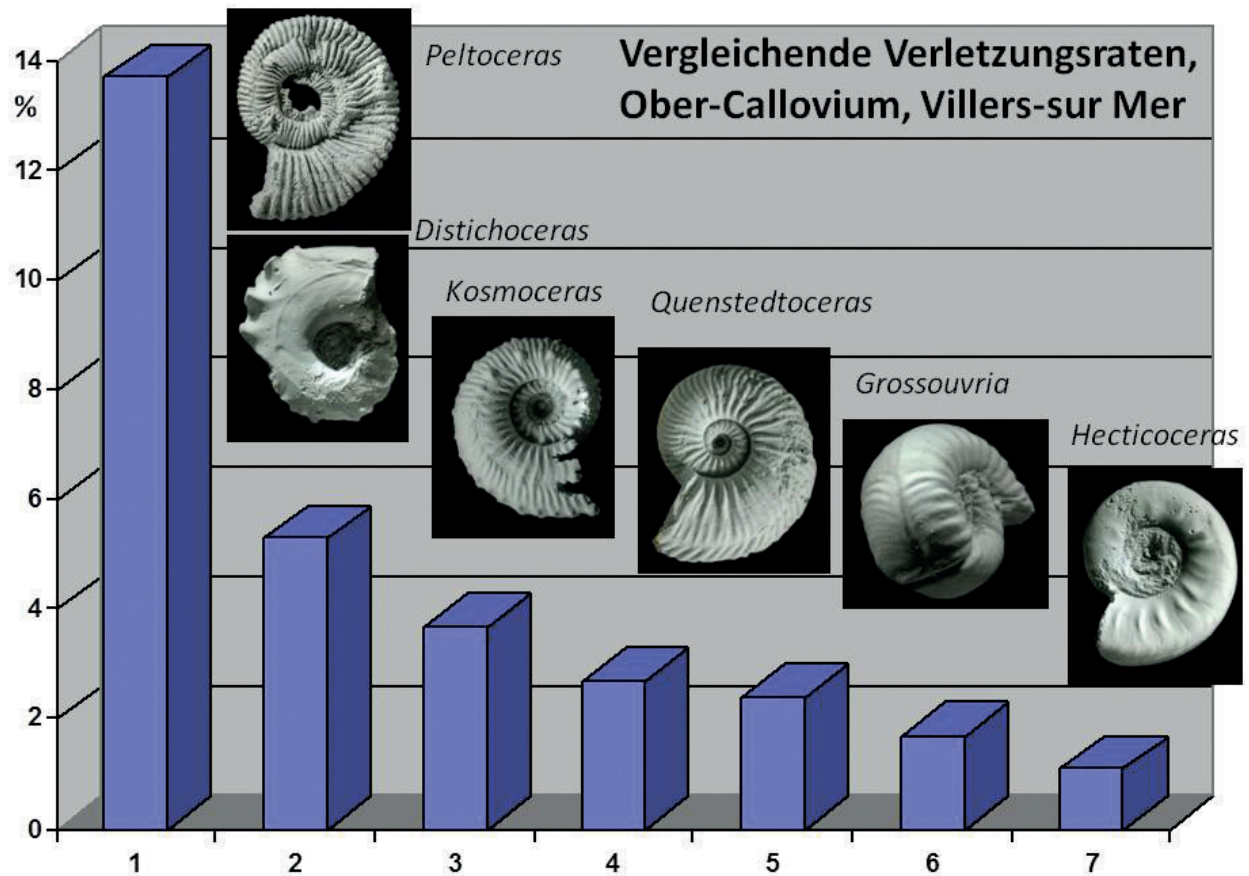 Vergleichende Verletzungsraten,
Ober-Callovium, Villers-sur Mer
Peltoceras
Distichoceras
Kosmoceras
Quenstedtoceras
Grossouvria
Hecticoceras
14
%
12
10
8
6
4
2
0
1 2 3 4 5 6 7